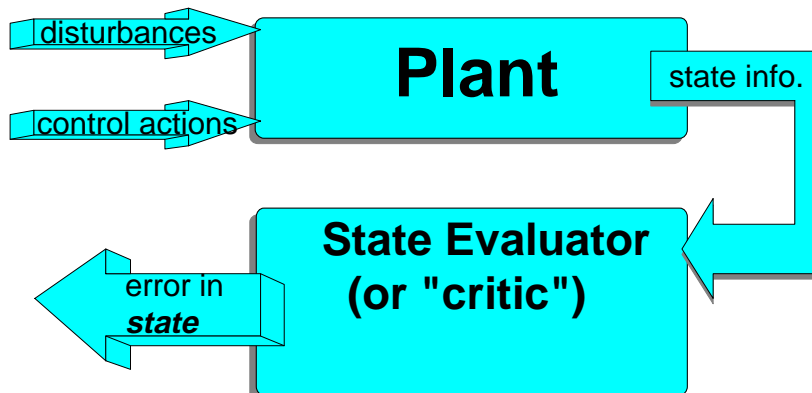 disturbances
Plant
state info.
control actions
State Evaluator
(or "critic")
error in
state